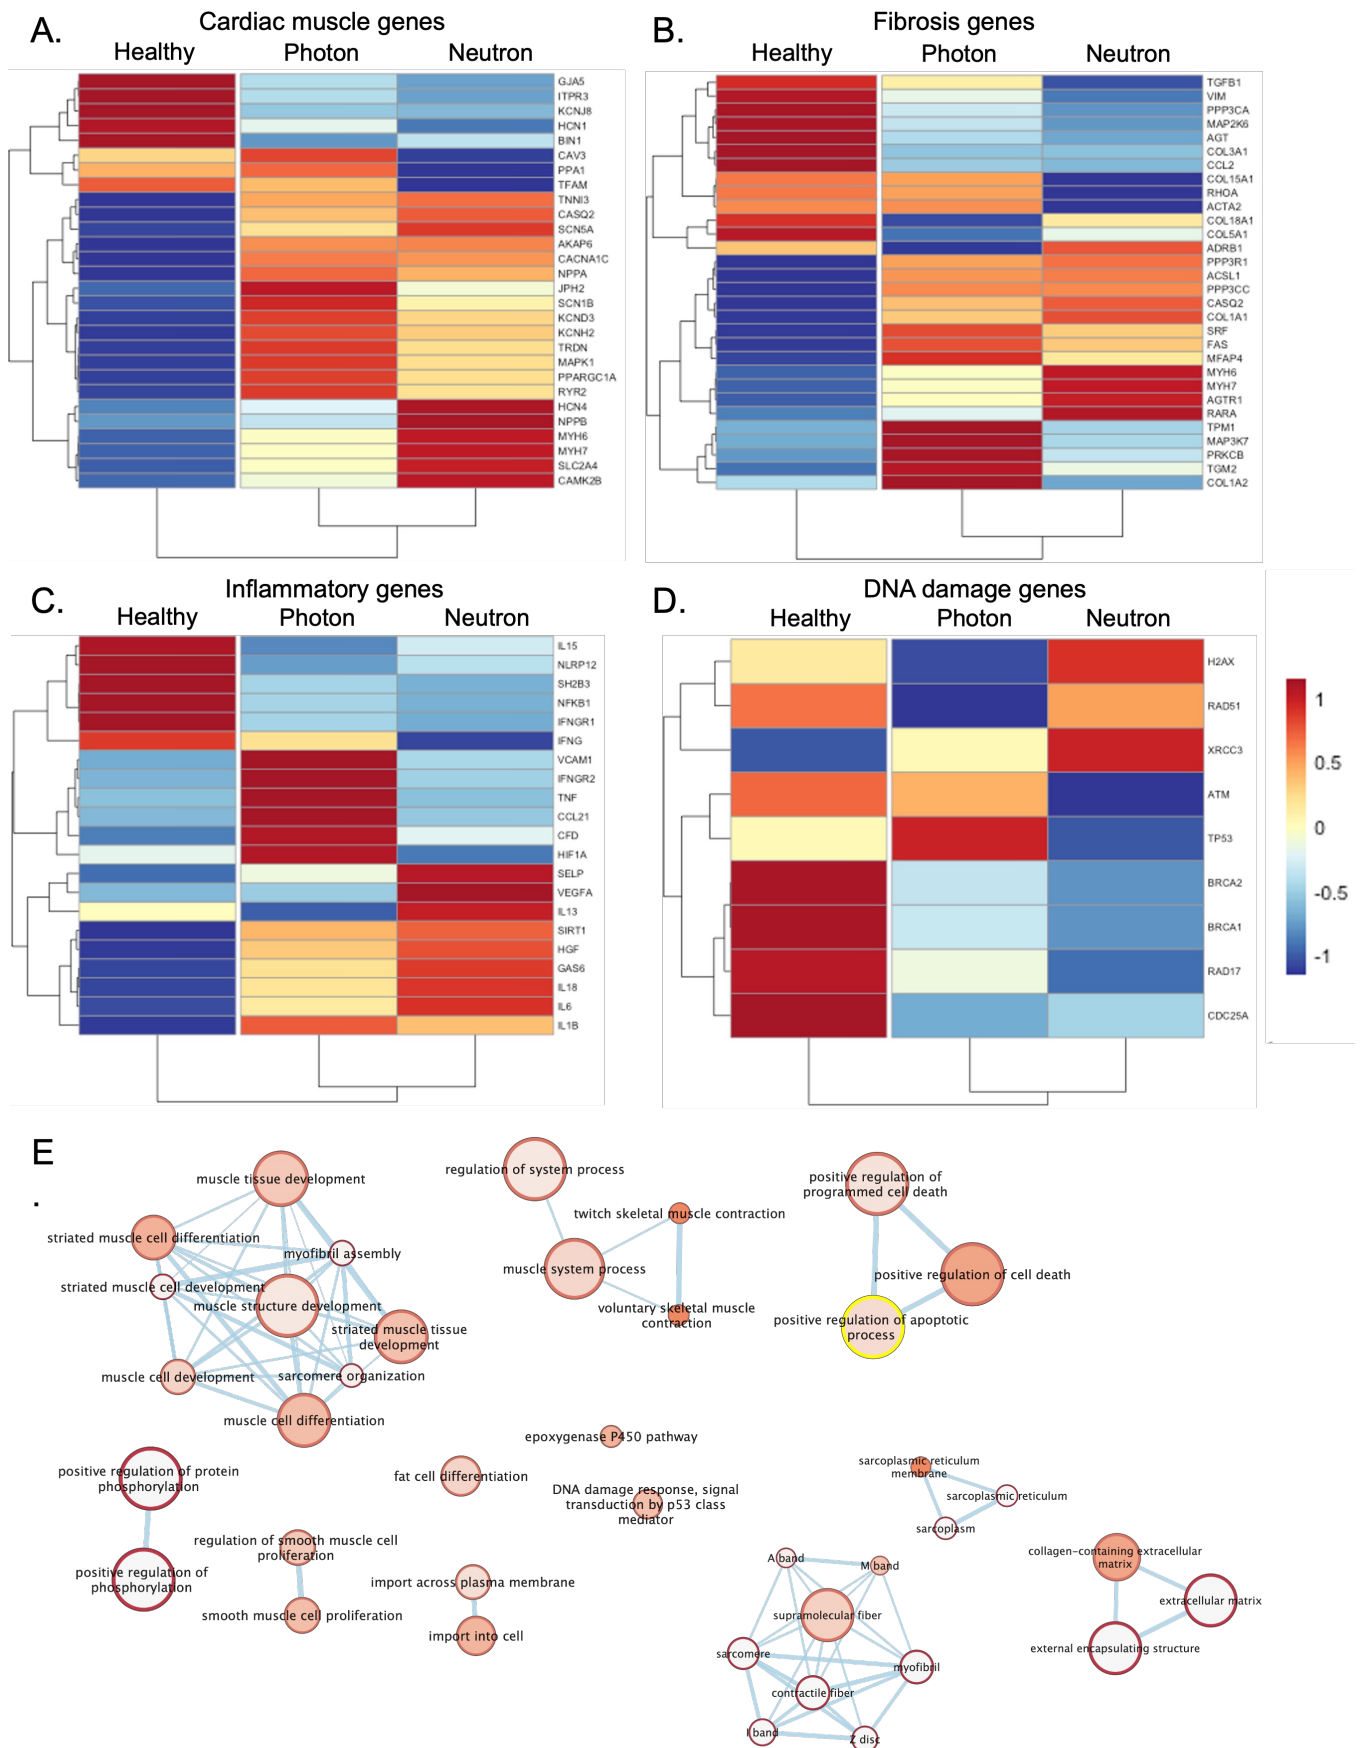 A.
Cardiac muscle genes
Healthy Photon Neutron
GJA5
ITPR3
KCNJ8
HCN1
BIN1
CAV3
PPA1
TFAM
TNNI3
CASQ2
SCN5A
AKAP6
CACNA1C
NPPA
JPH2
SCN1B
KCND3
KCNH2
TRDN
MAPK1
PPARGC1A
RYR2
HCN4
NPPB
MYH6
MYH7
SLC2A4
CAMK2B
B.
Fibrosis genes
Healthy Photon Neutron
TGFB1
VIM
PPP3CA
MAP2K6
AGT
COL3A1
CCL2
COL15A1
RHOA
ACTA2
COL18A1
COL5A1
ADRB1
PPP3R1
ACSL1
PPP3CC
CASQ2
COL1A1
SRF
FAS
MFAP4
MYH6
MYH7
AGTR1
RARA
TPM1
MAP3K7
PRKCB
TGM2
COL1A2
C.
Inflammatory genes
Healthy Photon Neutron
IL15
NLRP12
SH2B3
NFKB1
IFNGR1
IFNG
VCAM1
IFNGR2
TNF
CCL21
CFD
HIF1A
SELP
VEGFA
IL13
SIRT1
HGF
GAS6
IL18
IL6
IL1B
D.
DNA damage genes
Healthy Photon Neutron
H2AX
RAD51
XRCC3
ATM
TP53
BRCA2
BRCA1
RAD17
CDC25A
1
0.5
0
-0.5
-1
E
.
muscle tissue development
striated muscle cell differentiation
myofibril assembly
striated muscle cell development
muscle structure development
striated muscle tissue
development
muscle cell development
sarcomere organization
muscle cell differentiation
regulation of system process
twitch skeletal muscle contraction
muscle system process
voluntary skeletal muscle
contraction
positive regulation of
programmed cell death
positive regulation of cell death
positive regulation of apoptotic
process
positive regulation of protein
phosphorylation
positive regulation of
phosphorylation
regulation of smooth muscle cell
proliferation
smooth muscle cell proliferation
fat cell differentiation
epoxygenase P450 pathway
DNA damage response, signal
transduction by p53 class
mediator
import across plasma membrane
import into cell
sarcoplasmic reticulum
membrane
sarcoplasmic reticulum
sarcoplasm
A band
M band
supramolecular fiber
sarcomere
myofibril
contractile fiber
I band
Z disc
collagen-containing extracellular
matrix
extracellular matrix
external encapsulating structure